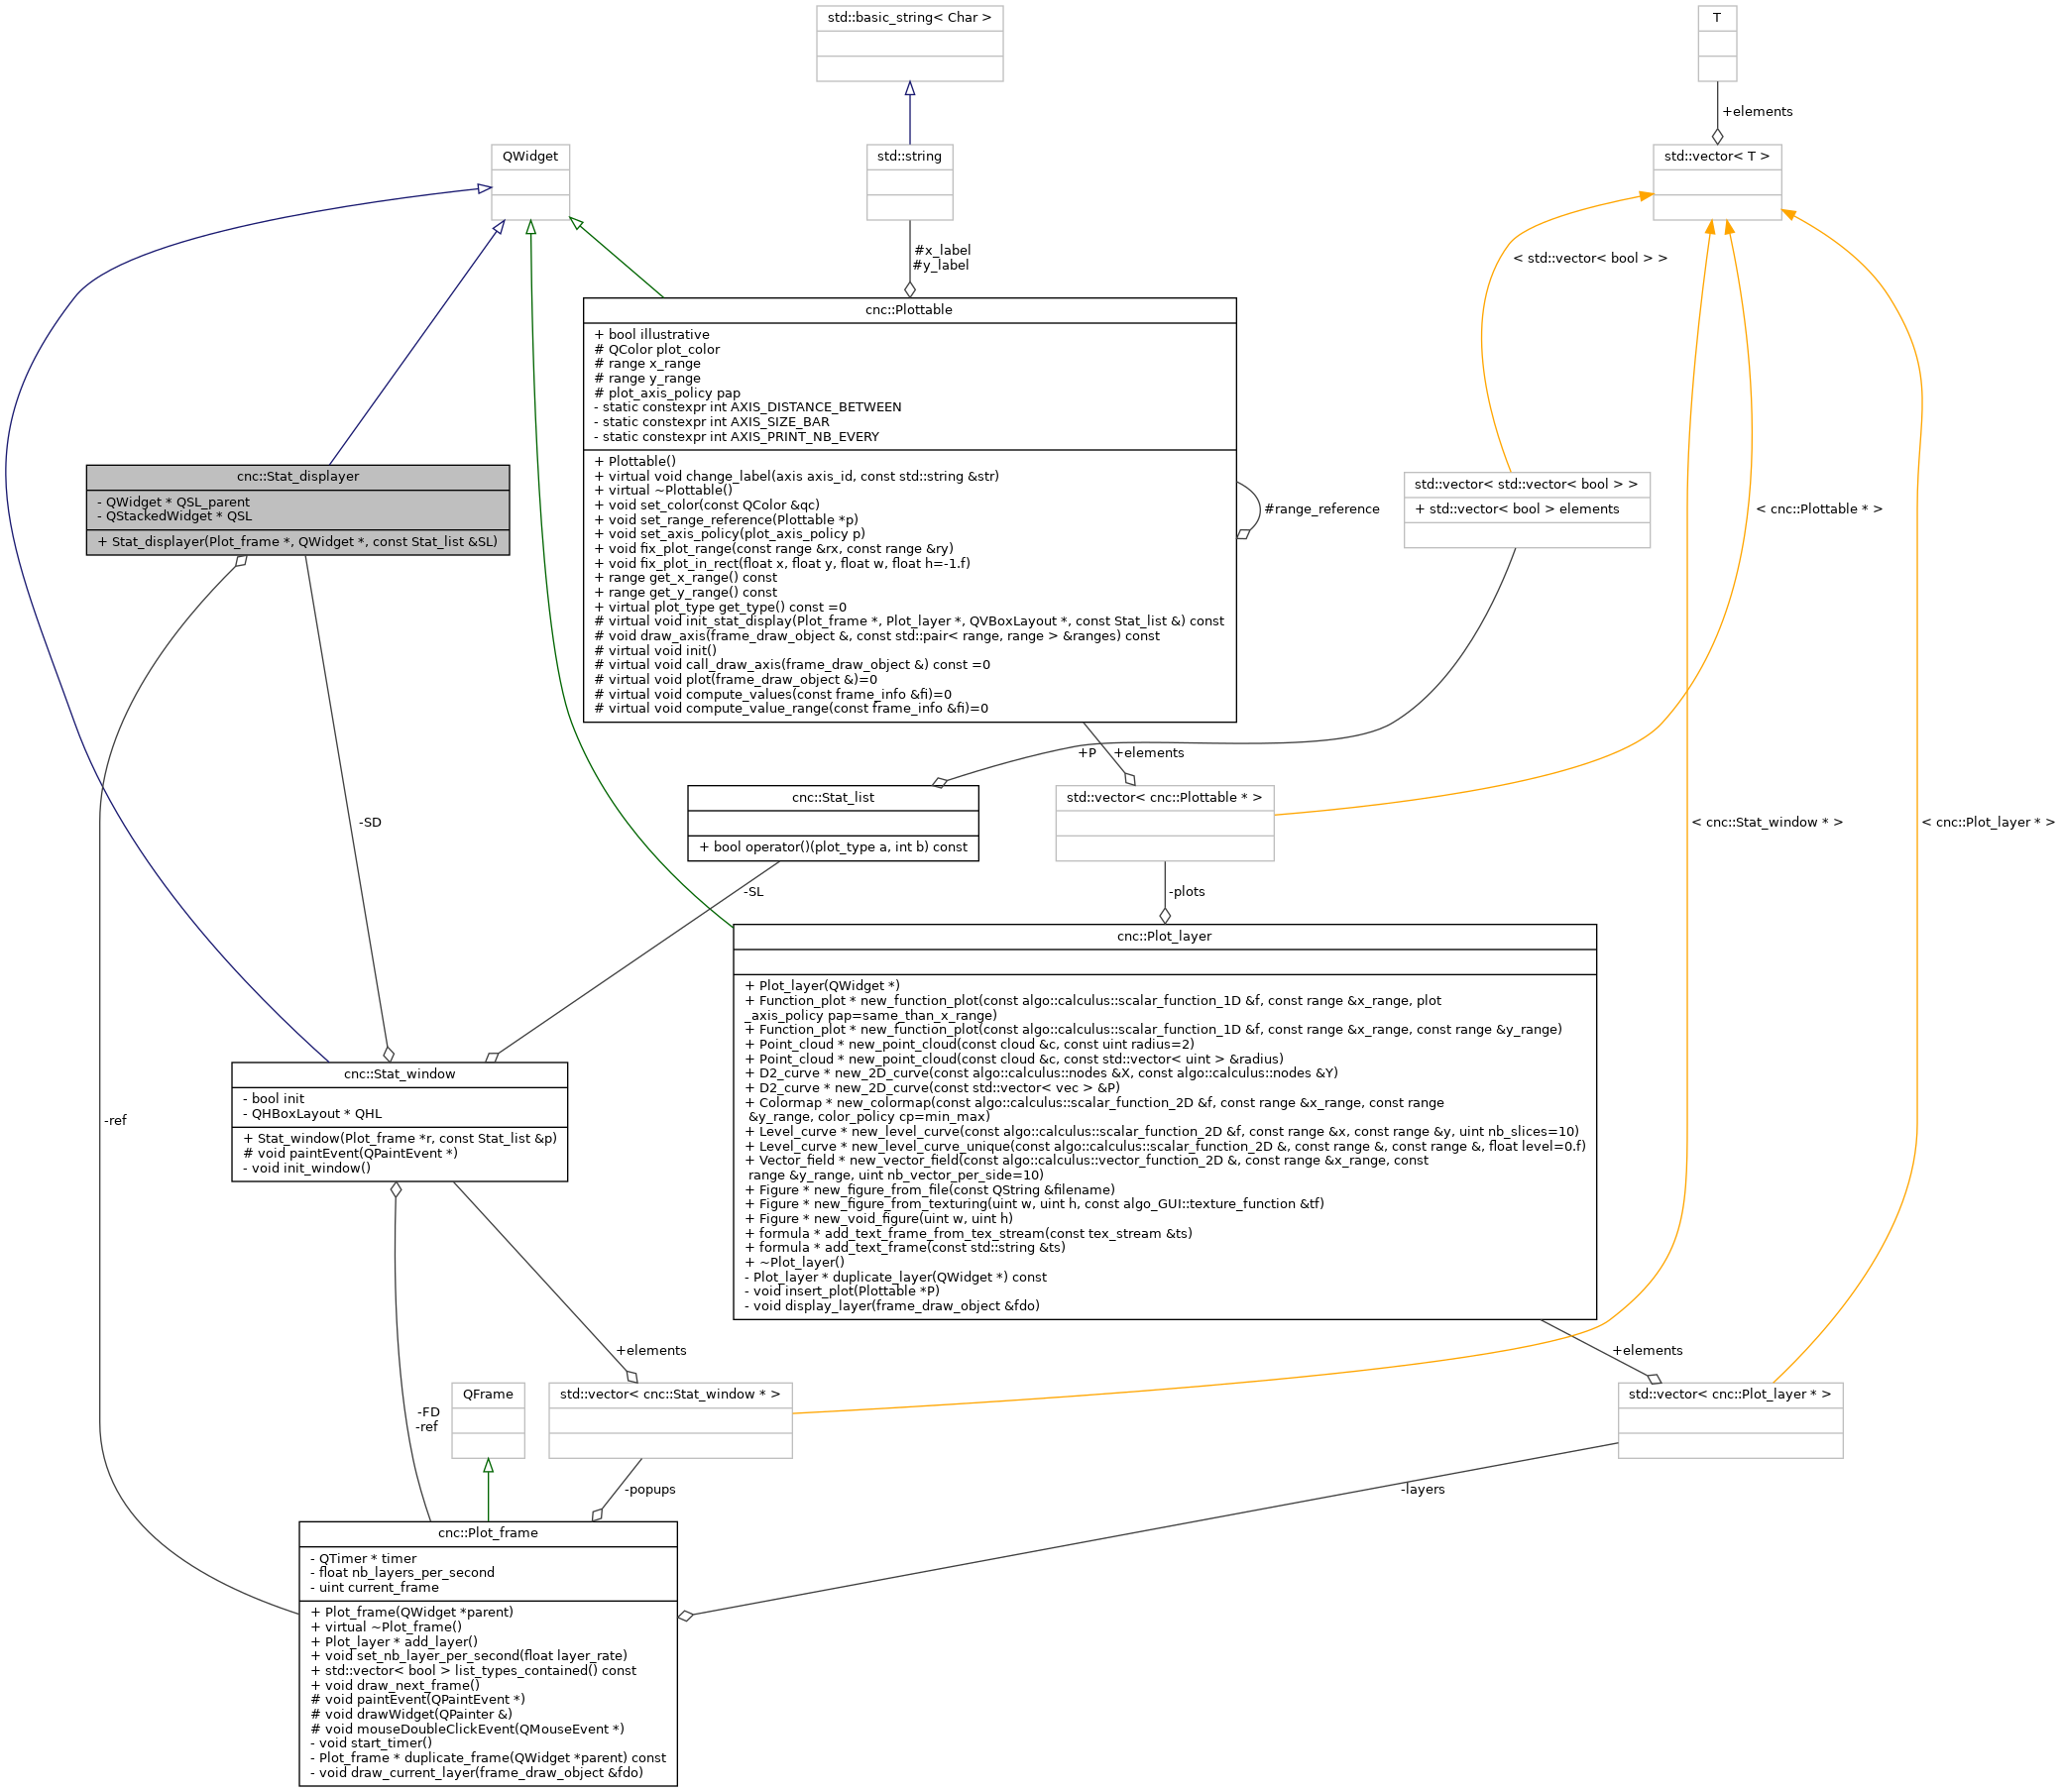 std::basic_string< Char >
T
+elements
QWidget
std::string
std::vector< T >
#x_label
#y_label
< std::vector< bool > >
cnc::Plottable
+ bool illustrative
# QColor plot_color
# range x_range
# range y_range
# plot_axis_policy pap
- static constexpr int AXIS_DISTANCE_BETWEEN
- static constexpr int AXIS_SIZE_BAR
- static constexpr int AXIS_PRINT_NB_EVERY
+ Plottable()
+ virtual void change_label(axis axis_id, const std::string &str)
+ virtual ~Plottable()
+ void set_color(const QColor &qc)
+ void set_range_reference(Plottable *p)
+ void set_axis_policy(plot_axis_policy p)
+ void fix_plot_range(const range &rx, const range &ry)
+ void fix_plot_in_rect(float x, float y, float w, float h=-1.f)
+ range get_x_range() const
+ range get_y_range() const
+ virtual plot_type get_type() const =0
# virtual void init_stat_display(Plot_frame *, Plot_layer *, QVBoxLayout *, const Stat_list &) const
# void draw_axis(frame_draw_object &, const std::pair< range, range > &ranges) const
# virtual void init()
# virtual void call_draw_axis(frame_draw_object &) const =0
# virtual void plot(frame_draw_object &)=0
# virtual void compute_values(const frame_info &fi)=0
# virtual void compute_value_range(const frame_info &fi)=0
#range_reference
cnc::Stat_displayer
- QWidget * QSL_parent
- QStackedWidget * QSL
+ Stat_displayer(Plot_frame *, QWidget *, const Stat_list &SL)
std::vector< std::vector< bool > >
+ std::vector< bool > elements
< cnc::Plottable * >
+P
+elements
cnc::Stat_list
+ bool operator()(plot_type a, int b) const
std::vector< cnc::Plottable * >
-SD
< cnc::Stat_window * >
< cnc::Plot_layer * >
-SL
-plots
cnc::Plot_layer
+ Plot_layer(QWidget *)
+ Function_plot * new_function_plot(const algo::calculus::scalar_function_1D &f, const range &x_range, plot
_axis_policy pap=same_than_x_range)
+ Function_plot * new_function_plot(const algo::calculus::scalar_function_1D &f, const range &x_range, const range &y_range)
+ Point_cloud * new_point_cloud(const cloud &c, const uint radius=2)
+ Point_cloud * new_point_cloud(const cloud &c, const std::vector< uint > &radius)
+ D2_curve * new_2D_curve(const algo::calculus::nodes &X, const algo::calculus::nodes &Y)
+ D2_curve * new_2D_curve(const std::vector< vec > &P)
+ Colormap * new_colormap(const algo::calculus::scalar_function_2D &f, const range &x_range, const range
&y_range, color_policy cp=min_max)
+ Level_curve * new_level_curve(const algo::calculus::scalar_function_2D &f, const range &x, const range &y, uint nb_slices=10)
+ Level_curve * new_level_curve_unique(const algo::calculus::scalar_function_2D &, const range &, const range &, float level=0.f)
+ Vector_field * new_vector_field(const algo::calculus::vector_function_2D &, const range &x_range, const
range &y_range, uint nb_vector_per_side=10)
+ Figure * new_figure_from_file(const QString &filename)
+ Figure * new_figure_from_texturing(uint w, uint h, const algo_GUI::texture_function &tf)
+ Figure * new_void_figure(uint w, uint h)
+ formula * add_text_frame_from_tex_stream(const tex_stream &ts)
+ formula * add_text_frame(const std::string &ts)
+ ~Plot_layer()
- Plot_layer * duplicate_layer(QWidget *) const
- void insert_plot(Plottable *P)
- void display_layer(frame_draw_object &fdo)
cnc::Stat_window
- bool init
- QHBoxLayout * QHL
+ Stat_window(Plot_frame *r, const Stat_list &p)
# void paintEvent(QPaintEvent *)
- void init_window()
-ref
+elements
+elements
-FD
-ref
QFrame
std::vector< cnc::Stat_window * >
std::vector< cnc::Plot_layer * >
-popups
-layers
cnc::Plot_frame
- QTimer * timer
- float nb_layers_per_second
- uint current_frame
+ Plot_frame(QWidget *parent)
+ virtual ~Plot_frame()
+ Plot_layer * add_layer()
+ void set_nb_layer_per_second(float layer_rate)
+ std::vector< bool > list_types_contained() const
+ void draw_next_frame()
# void paintEvent(QPaintEvent *)
# void drawWidget(QPainter &)
# void mouseDoubleClickEvent(QMouseEvent *)
- void start_timer()
- Plot_frame * duplicate_frame(QWidget *parent) const
- void draw_current_layer(frame_draw_object &fdo)